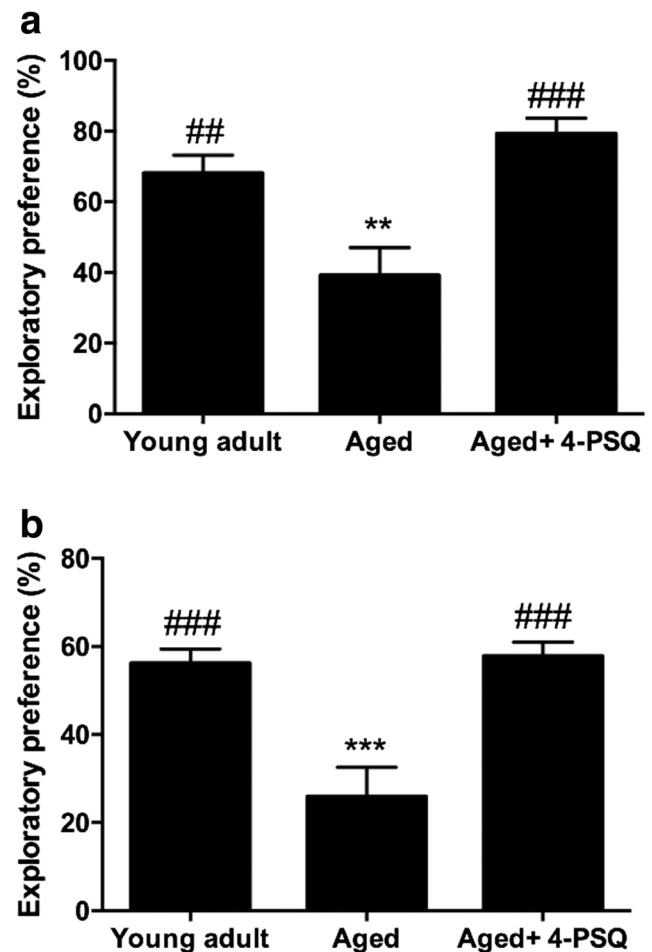 a
Exploratory preference (%)
100
80
60
40
20
0
##
**
###
Young adult
Aged
Aged+ 4-PSQ
b
Exploratory preference (%)
80
60
40
20
0
###
***
###
Young adult
Aged
Aged+ 4-PSQ